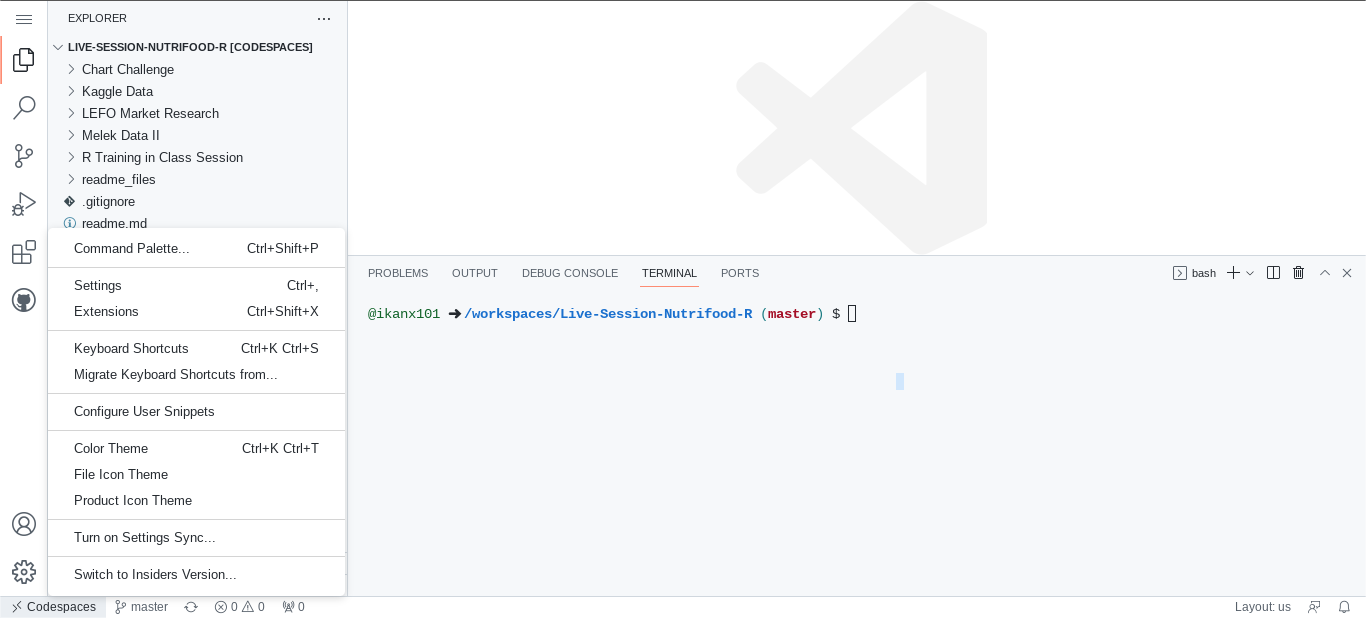 EXPLORER
LIVE-SESSION-NUTRIFOOD-R [CODESPACES]
Chart Challenge
Kaggle Data
LEFO Market Research
Melek Data II
R Training in Class Session
readme_files
.gitignore
readme.md
Command Palette... Ctrl+Shift+P
Settings Ctrl+,
Extensions Ctrl+Shift+X
Keyboard Shortcuts Ctrl+K Ctrl+S
Migrate Keyboard Shortcuts from...
Configure User Snippets
Color Theme Ctrl+K Ctrl+T
File Icon Theme
Product Icon Theme
Turn on Settings Sync...
Switch to Insiders Version...
PROBLEMS OUTPUT DEBUG CONSOLE TERMINAL PORTS bash
@ikanx101 ➜ /workspaces/Live-Session-Nutrifood-R (master) $
Codespaces master 0 0 0 Layout: us